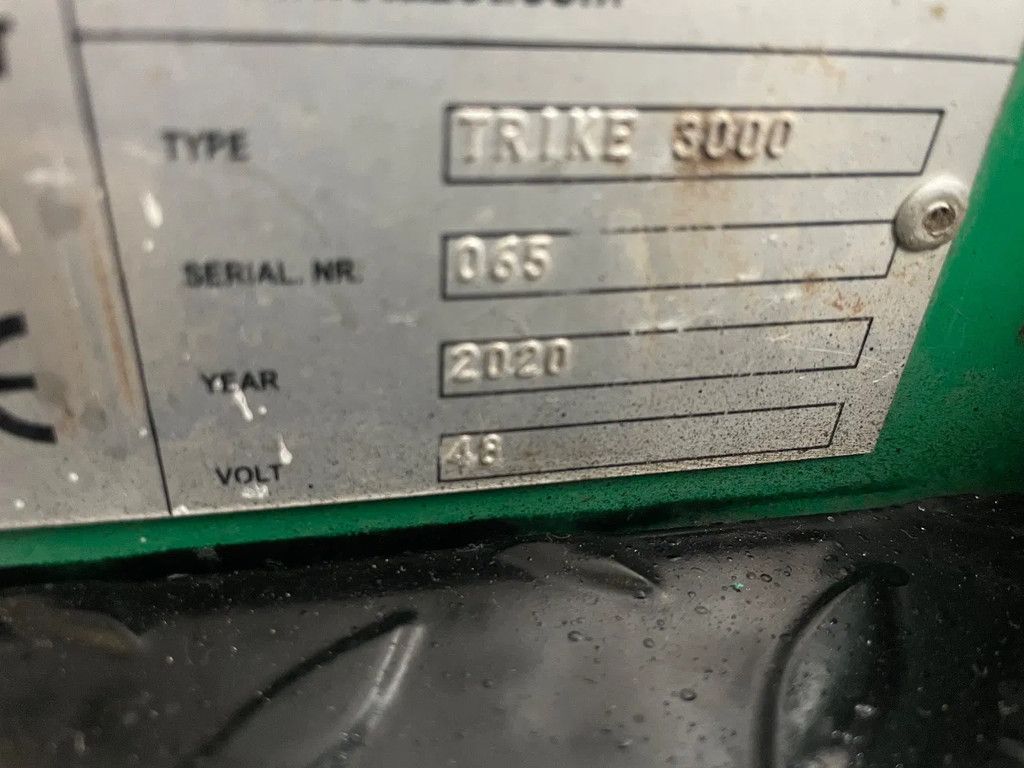 TYPE TRIKE 3000
SERIAL. NR. 065
YEAR 2020
VOLT 48